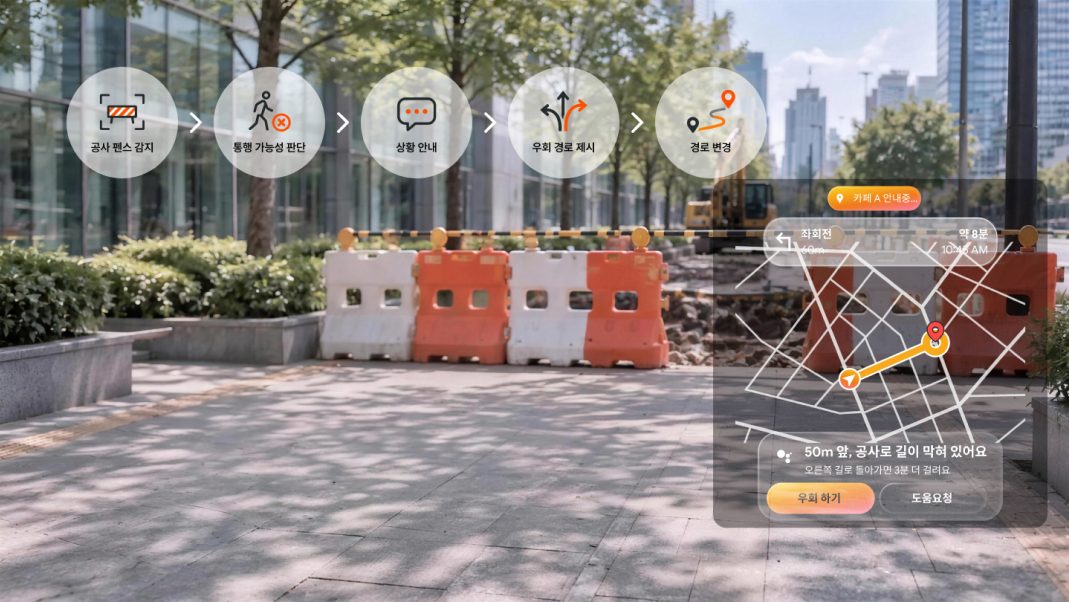 공사 펜스 감지
통행 가능성 판단
상황 안내
우회 경로 제시
경로 변경
카페 A 안내중...
좌회전
60m
약 8분
10:46 AM
50m 앞, 공사로 길이 막혀 있어요
오른쪽 길로 돌아가면 3분 더 걸려요
우회 하기
도움요청